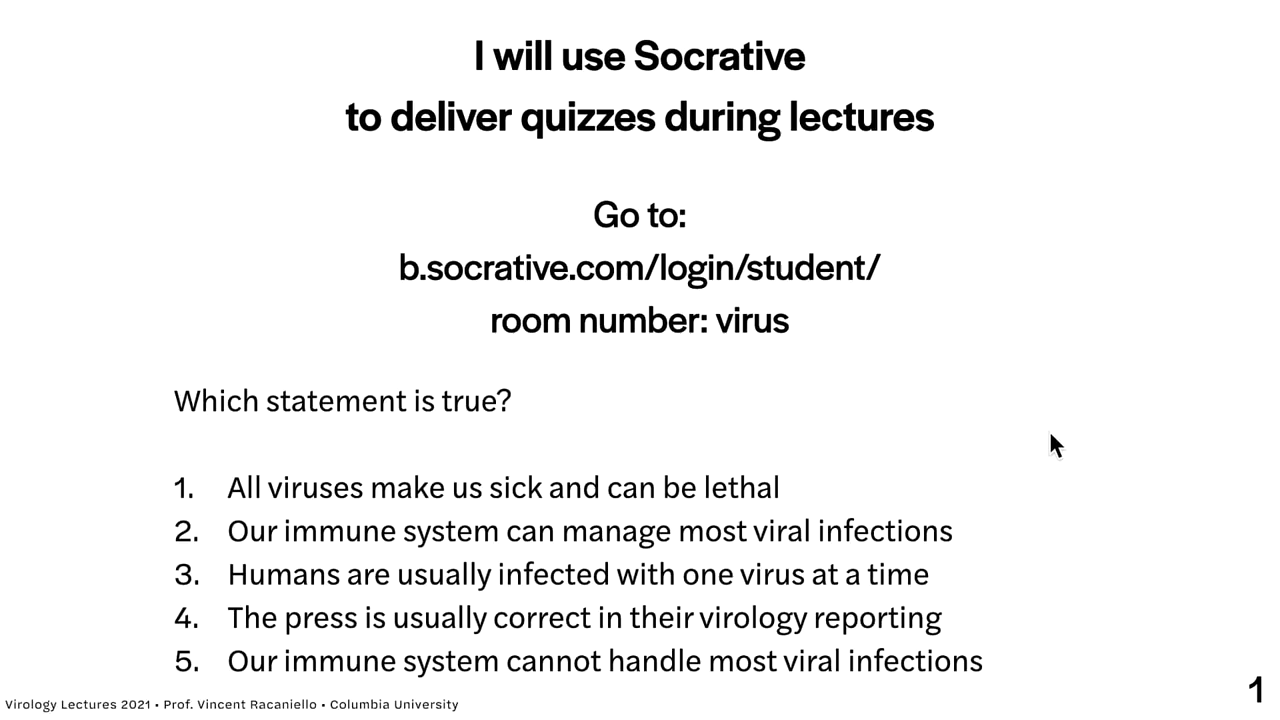 I will use Socrative
to deliver quizzes during lectures
Go to:
b.socrative.com/login/student/
room number: virus
Which statement is true?
1. All viruses make us sick and can be lethal
2. Our immune system can manage most viral infections
3. Humans are usually infected with one virus at a time
4. The press is usually correct in their virology reporting
5. Our immune system cannot handle most viral infections
Virology Lectures 2021 • Prof. Vincent Racaniello • Columbia University
1